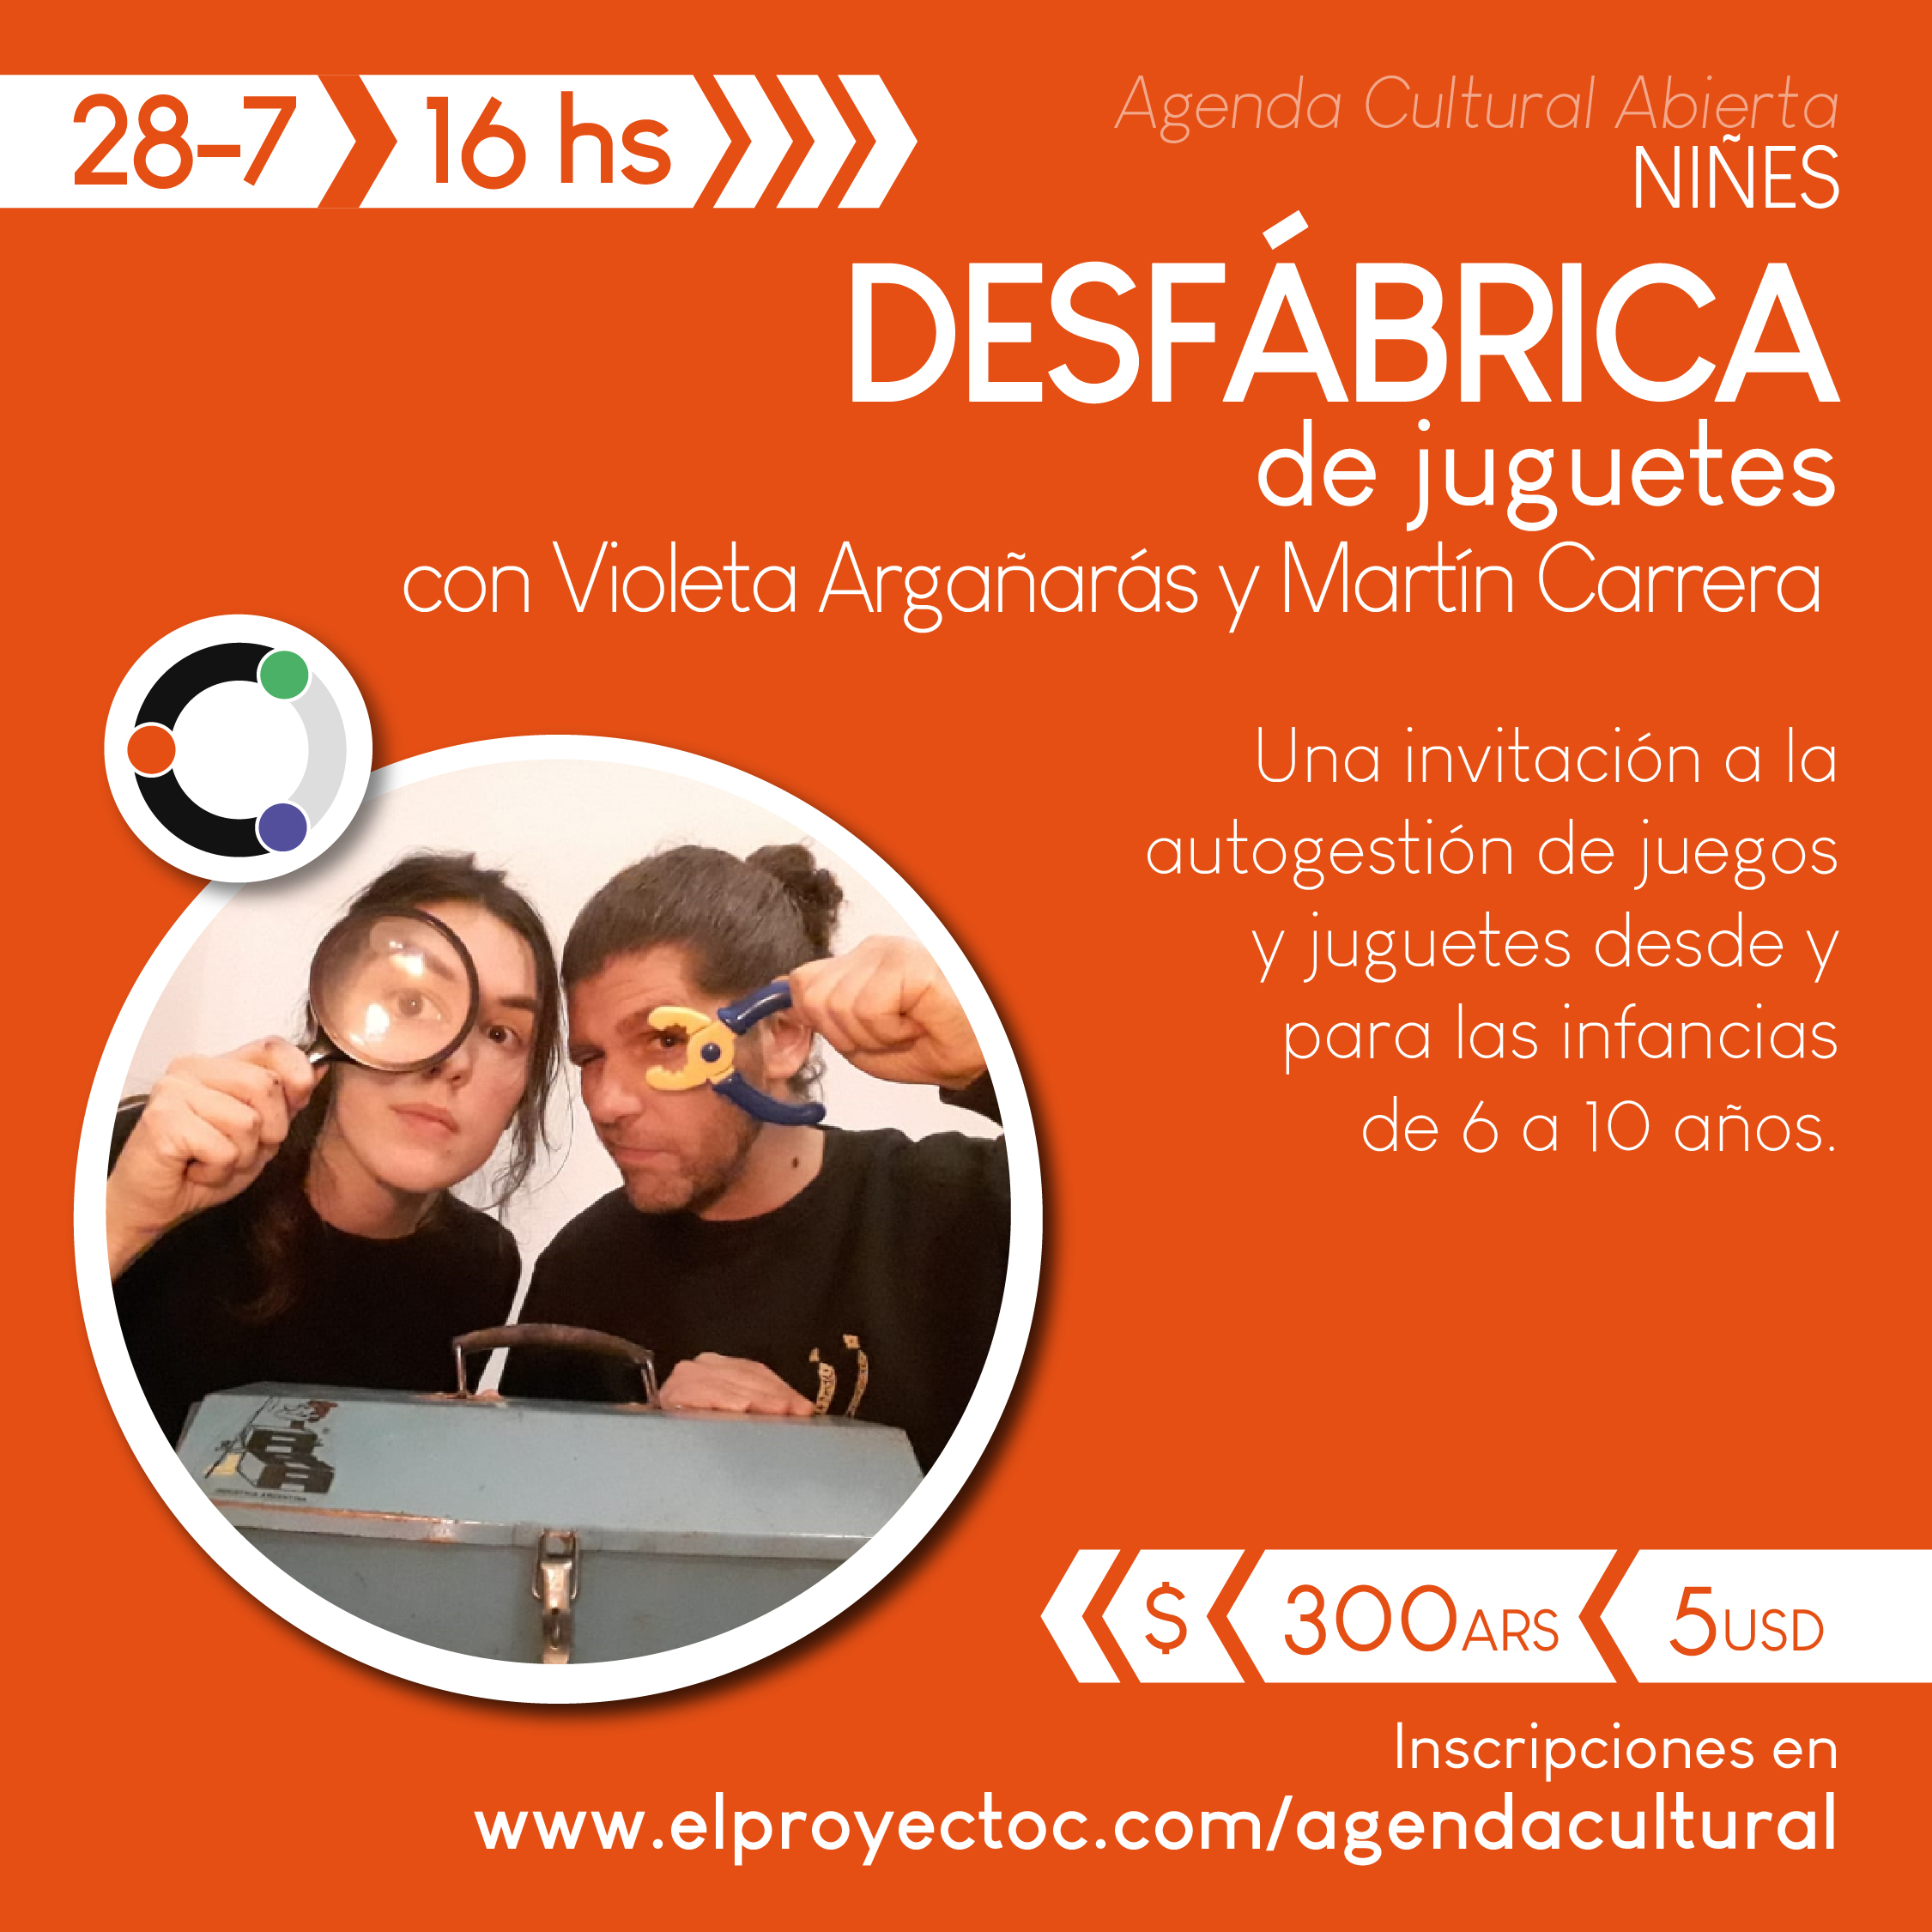 28-7 16 hs
Agenda Cultural Abierta
NIÑES
DESFÁBRICA
de juguetes
con Violeta Argañarás y Martín Carrera
Una invitación a la
autogestión de juegos
y juguetes desde y
para las infancias
de 6 a 10 años.
$ 300ARS 5USD
Inscripciones en
www.elproyectoc.com/agendacultural